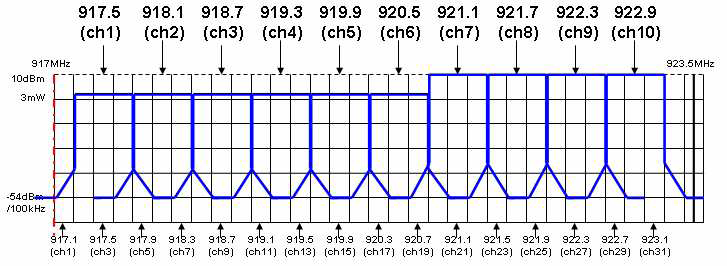 917.5 918.1 918.7 919.3 919.9 920.5 921.1 921.7 922.3 922.9
(ch1) (ch2) (ch3) (ch4) (ch5) (ch6) (ch7) (ch8) (ch9) (ch10)
917MHz 923.5MHz
10dBm
3mW
-54dBm
/100kHz
917.1 917.5 917.9 918.3 918.7 919.1 919.5 919.9 920.3 920.7 921.1 921.5 921.9 922.3 922.7 923.1
(ch1) (ch3) (ch5) (ch7) (ch9) (ch11) (ch13) (ch15) (ch17) (ch19) (ch21) (ch23) (ch25) (ch27) (ch29) (ch31)